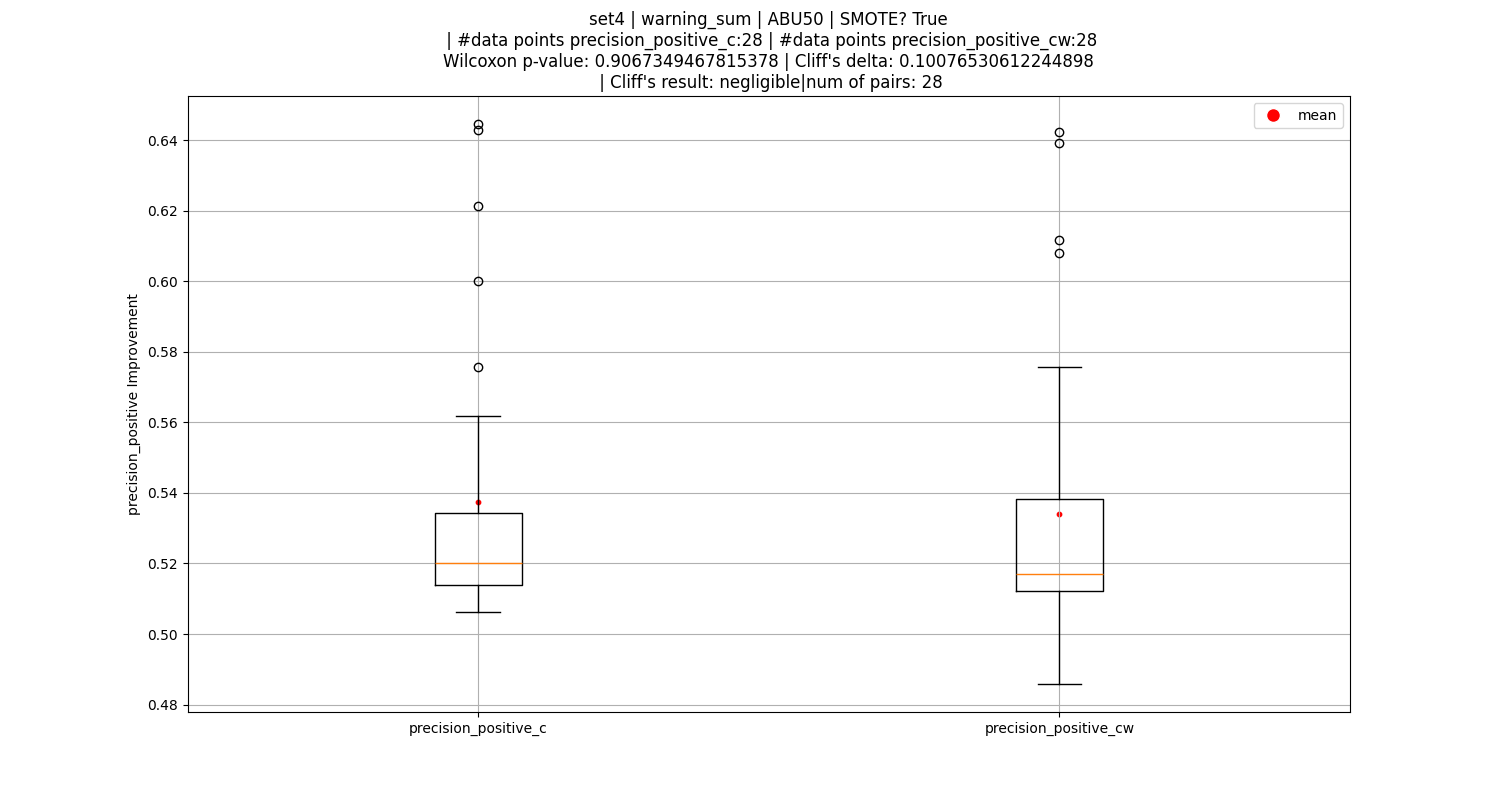 set4 | warning_sum | ABU50 | SMOTE? True
| #data points precision_positive_c:28 | #data points precision_positive_cw:28
Wilcoxon p-value: 0.9067349467815378 | Cliff's delta: 0.10076530612244898
| Cliff's result: negligible|num of pairs: 28
mean
precision_positive Improvement
0.64
0.62
0.60
0.58
0.56
0.54
0.52
0.50
0.48
precision_positive_c
precision_positive_cw